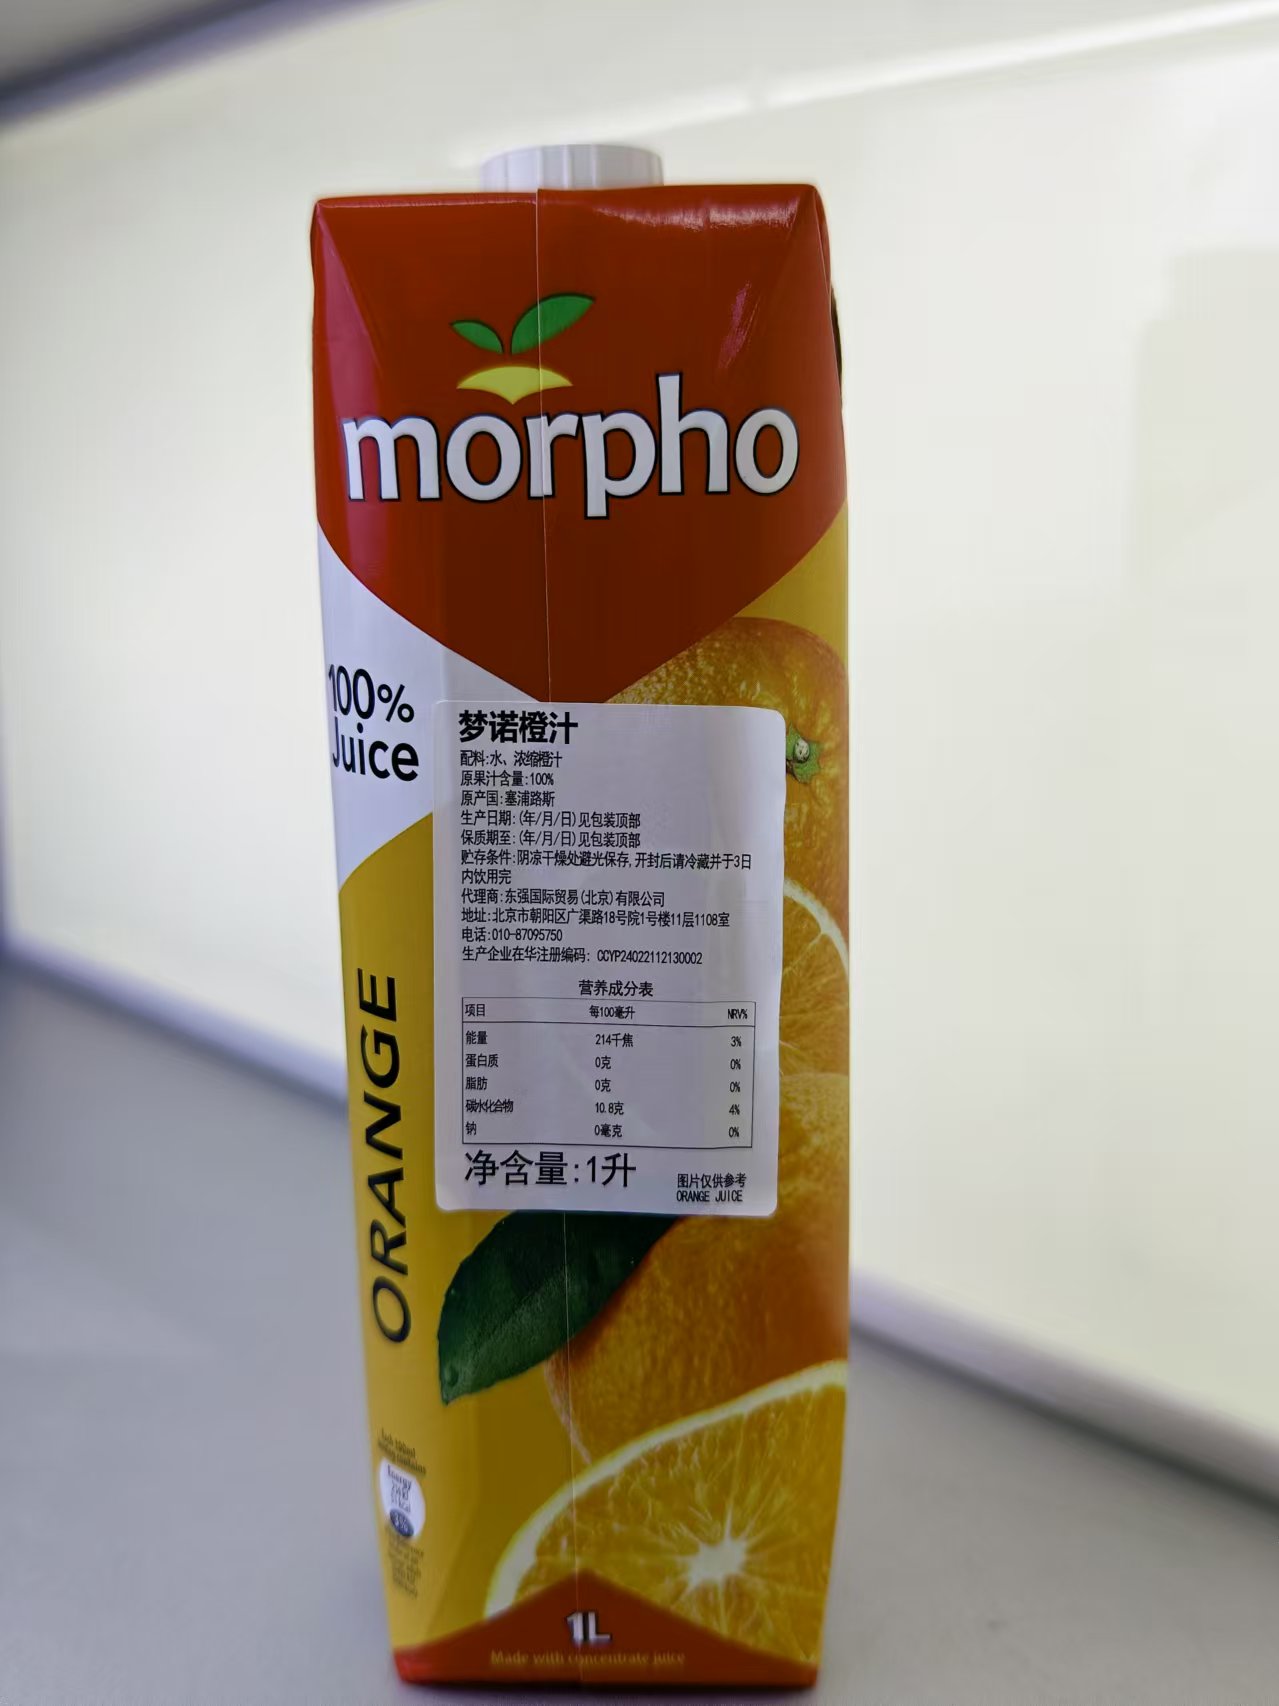 morpho
100%
Juice
梦诺橙汁
配料:水、浓缩橙汁
原果汁含量:100%
原产国:塞浦路斯
生产日期:(年/月/日)见包装顶部
保质期至:(年/月/日)见包装顶部
贮存条件:阴凉干燥处避光保存,开封后请冷藏并于3日
内饮用完
代理商:东强国际贸易(北京)有限公司
地址:北京市朝阳区广渠路18号院1号楼11层1108室
电话:010-87095750
生产企业在华注册编码: CCYP24022112130002
营养成分表
项目 每100毫升 NRV%
能量 214千焦 3%
蛋白质 0克 0%
脂肪 0克 0%
碳水化合物 10.8克 4%
钠 0毫克 0%
净含量:1升
图片仅供参考
ORANGE JUICE
ORANGE
Energy
3%
1L
Made with concentrate juice